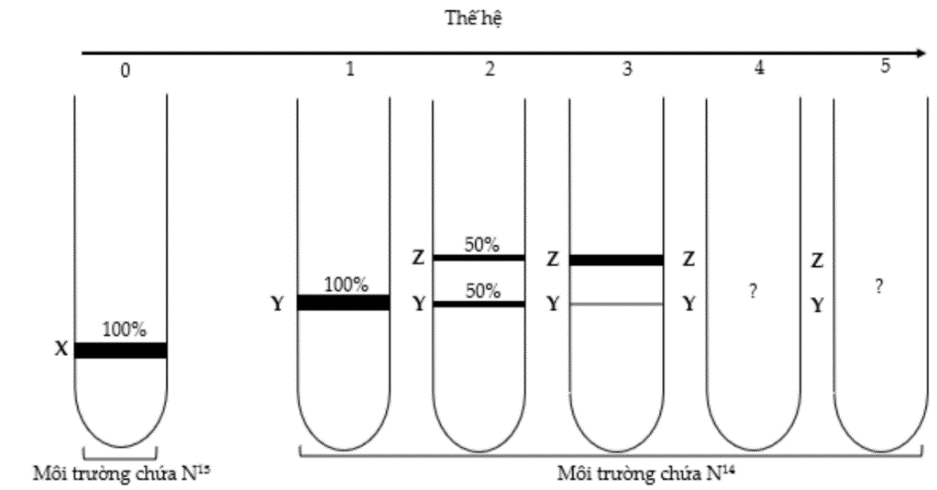 Thế hệ
0 1 2 3 4 5
Z 50% Z Z Z
100% Y 100% Y 50% Y Y ? Y ?
X 100%
Môi trường chứa N¹⁵
Môi trường chứa N¹⁴